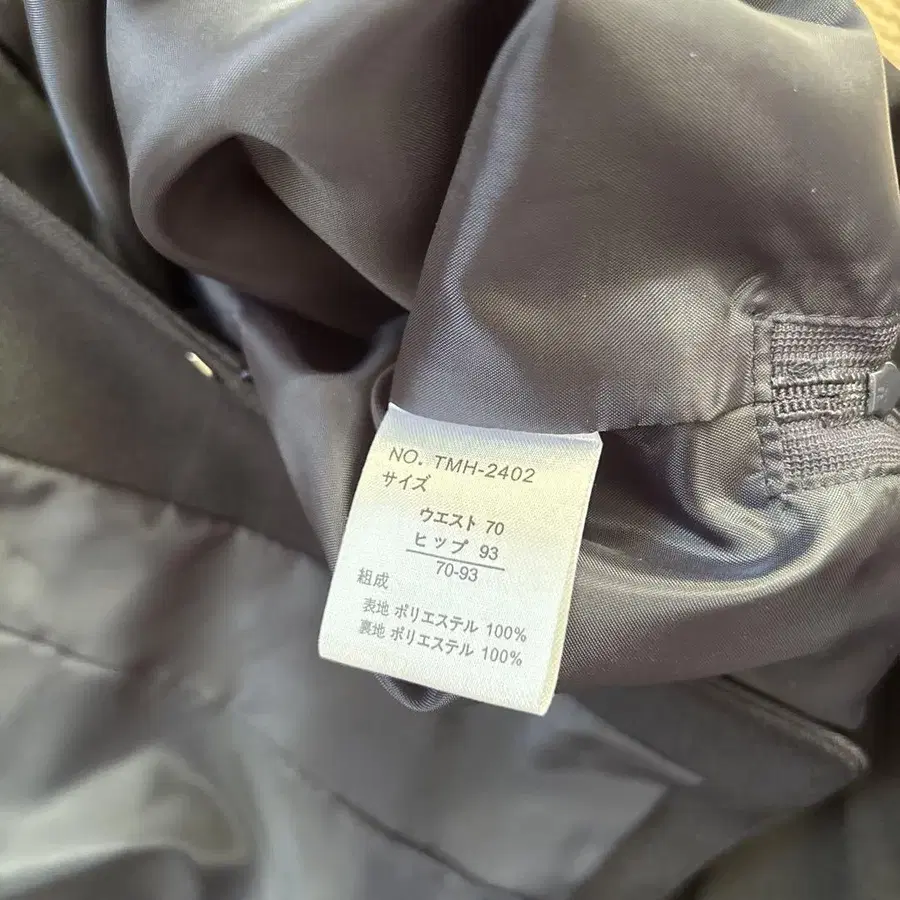 NO. TMH-2402
サイズ
ウエスト 70
ヒップ 93
70-93
組成
表地 ポリエステル 100%
裏地 ポリエステル 100%